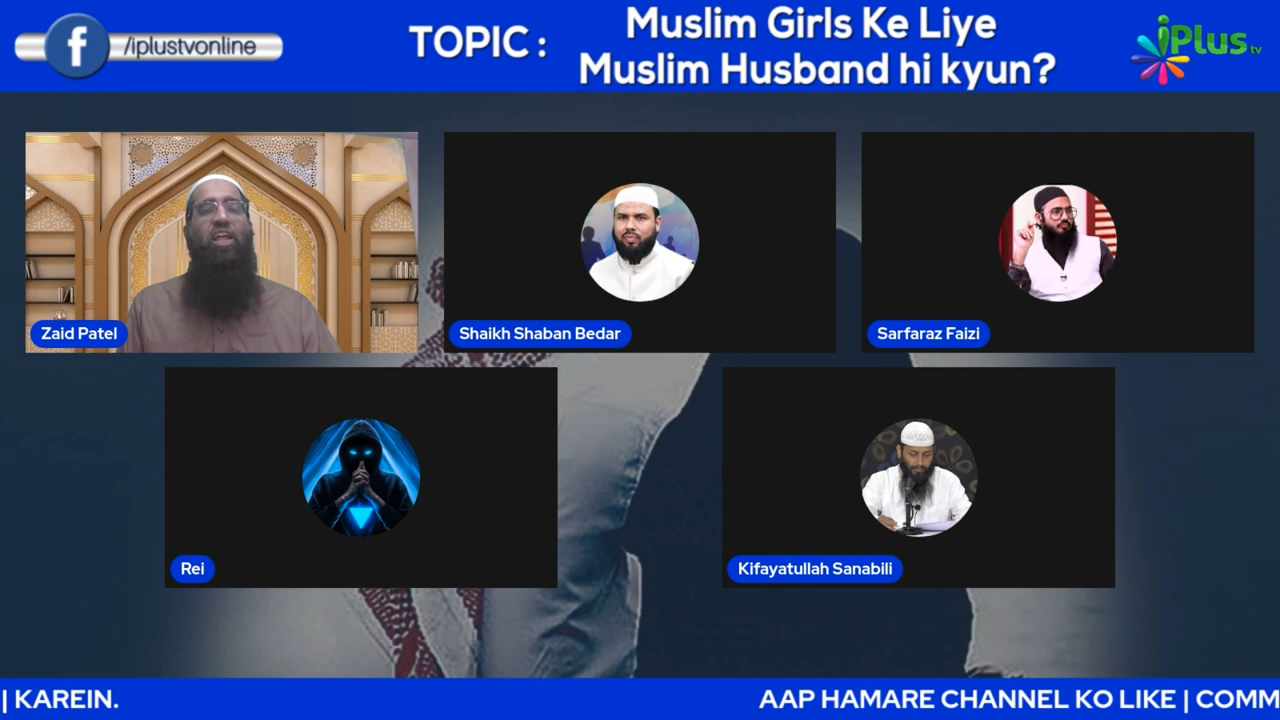 /iplustvonline
TOPIC :
Muslim Girls Ke Liye
Muslim Husband hi kyun?
iPlus tv
Zaid Patel
Shaikh Shaban Bedar
Sarfaraz Faizi
Rei
Kifayatullah Sanabili
| KAREIN.
AAP HAMARE CHANNEL KO LIKE | COMM